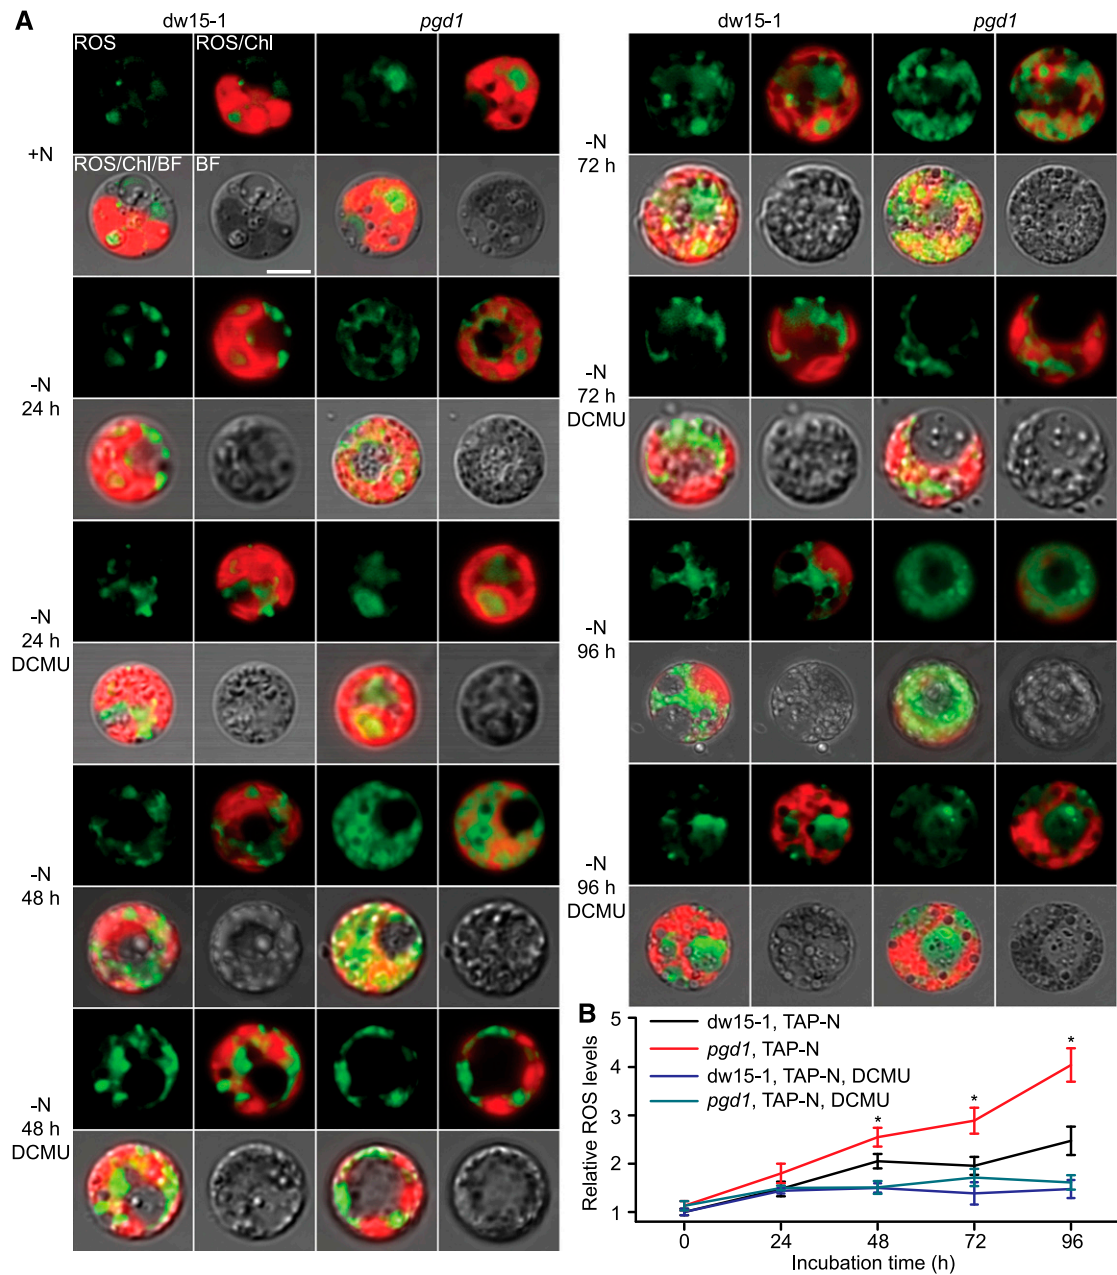 A
dw15-1
pgd1
dw15-1
pgd1
ROS
ROS/Chl
ROS/Chl/BF
BF
+N
-N
24 h
-N
24 h
DCMU
-N
48 h
-N
48 h
DCMU
-N
72 h
-N
72 h
DCMU
-N
96 h
-N
96 h
DCMU
B
dw15-1, TAP-N
pgd1, TAP-N
dw15-1, TAP-N, DCMU
pgd1, TAP-N, DCMU
*
*
*
Relative ROS levels
5
4
3
2
1
0
24
48
72
96
Incubation time (h)